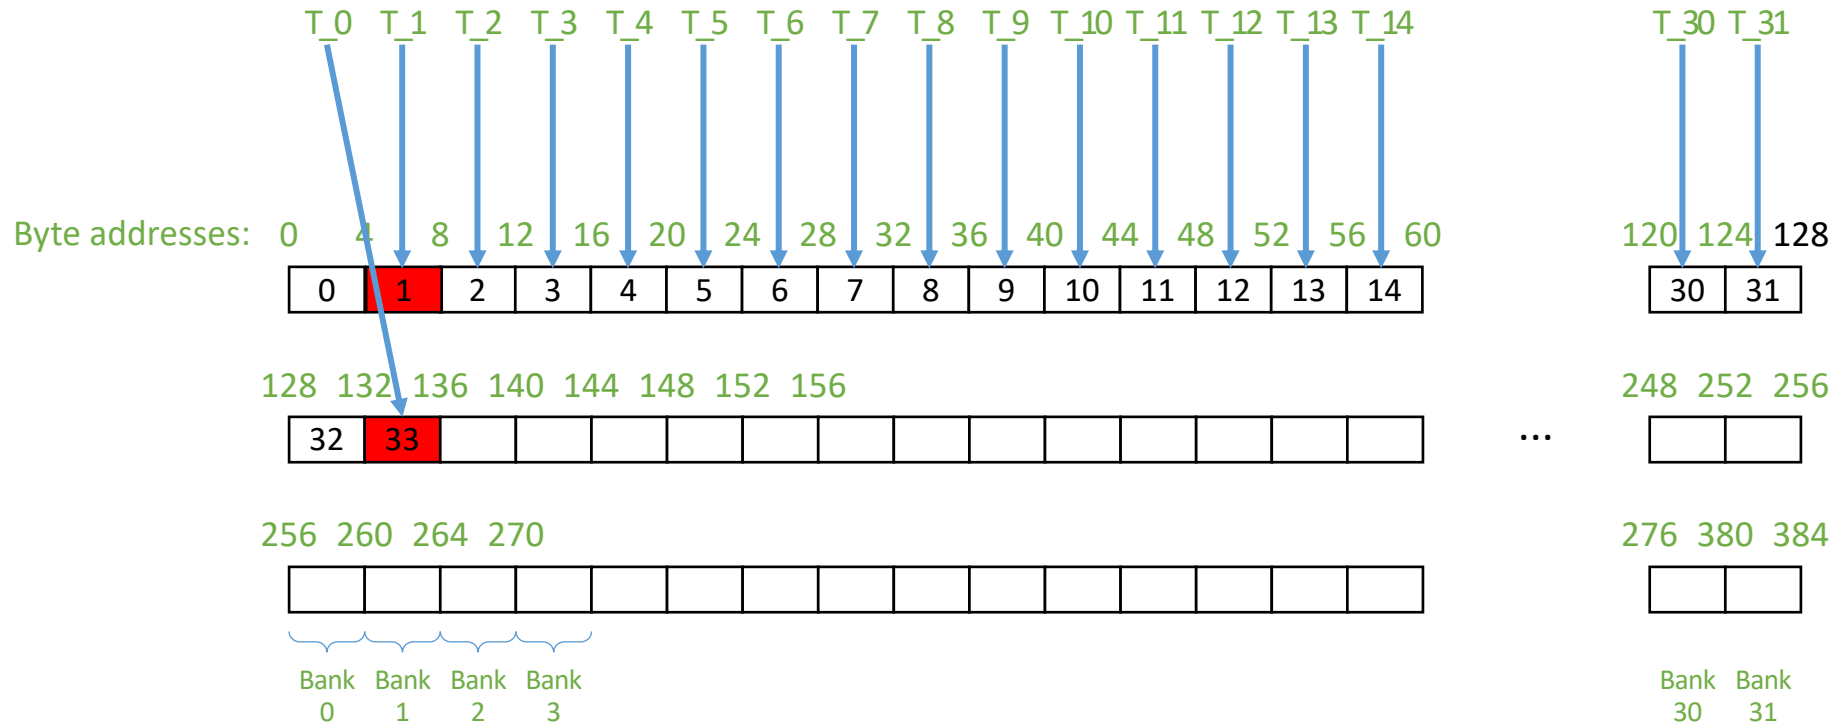 T_0 T_1 T_2 T_3 T_4 T_5 T_6 T_7 T_8 T_9 T_10 T_11 T_12 T_13 T_14 T_30 T_31
Byte addresses: 0 4 8 12 16 20 24 28 32 36 40 44 48 52 56 60 120 124 128
0 1 2 3 4 5 6 7 8 9 10 11 12 13 14 30 31
128 132 136 140 144 148 152 156 248 252 256
32 33 ...
256 260 264 270 276 380 384
Bank Bank Bank Bank Bank Bank
0 1 2 3 30 31